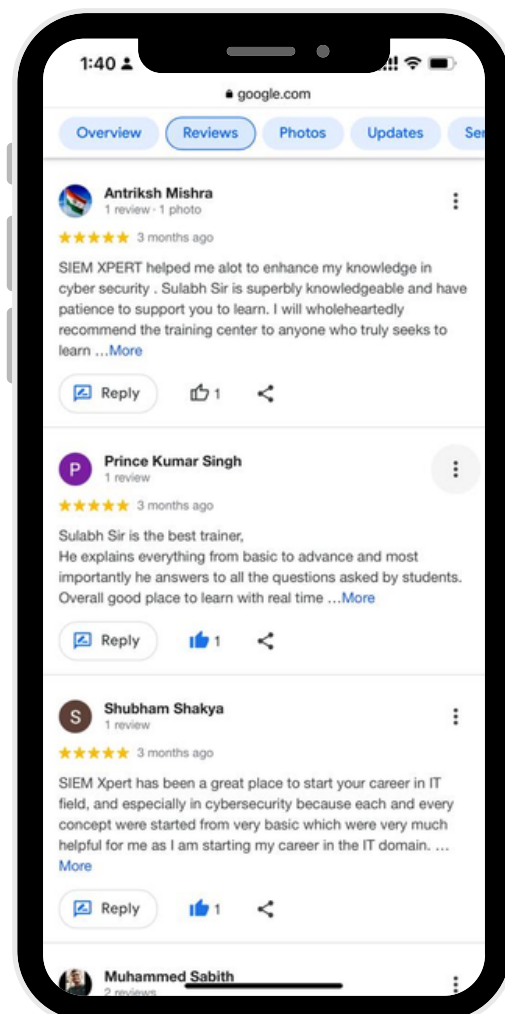 1:40
google.com
Overview Reviews Photos Updates Ser
Antriksh Mishra
1 review · 1 photo
3 months ago
SIEM XPERT helped me alot to enhance my knowledge in
cyber security . Sulabh Sir is superbly knowledgeable and have
patience to support you to learn. I will wholeheartedly
recommend the training center to anyone who truly seeks to
learn ...More
Reply 1
P
Prince Kumar Singh
1 review
3 months ago
Sulabh Sir is the best trainer,
He explains everything from basic to advance and most
importantly he answers to all the questions asked by students.
Overall good place to learn with real time ...More
Reply 1
S
Shubham Shakya
1 review
3 months ago
SIEM Xpert has been a great place to start your career in IT
field, and especially in cybersecurity because each and every
concept were started from very basic which were very much
helpful for me as I am starting my career in the IT domain. ...
More
Reply 1
Muhammed Sabith
2 reviews